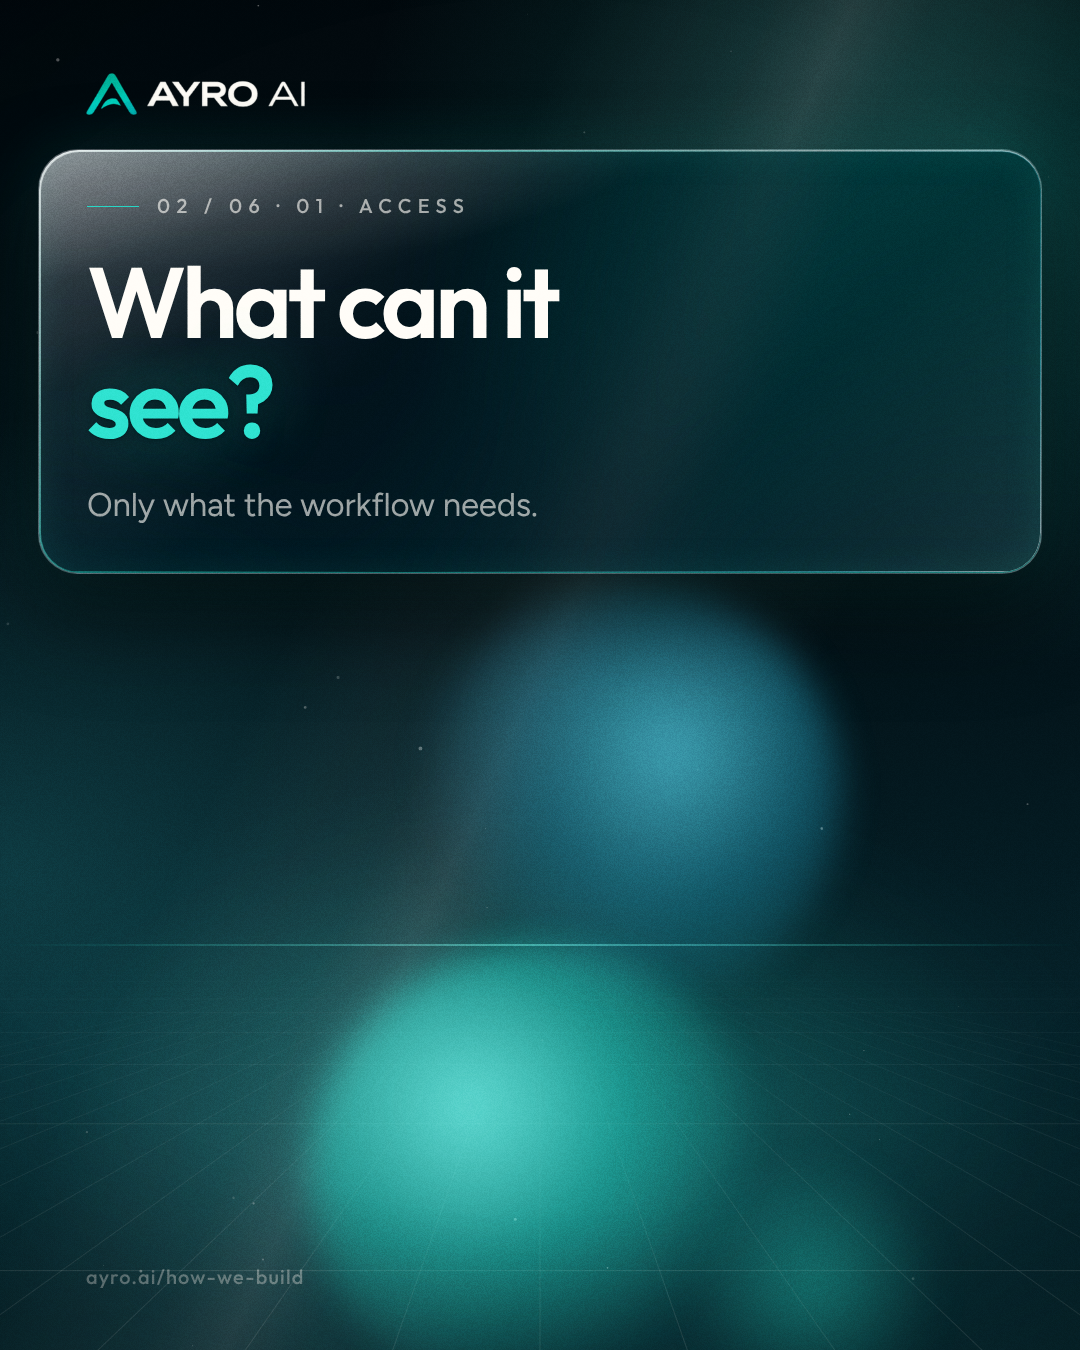 AYRO AI
02 / 06 · 01 · ACCESS
What can it
see?
Only what the workflow needs.
ayro.ai/how-we-build